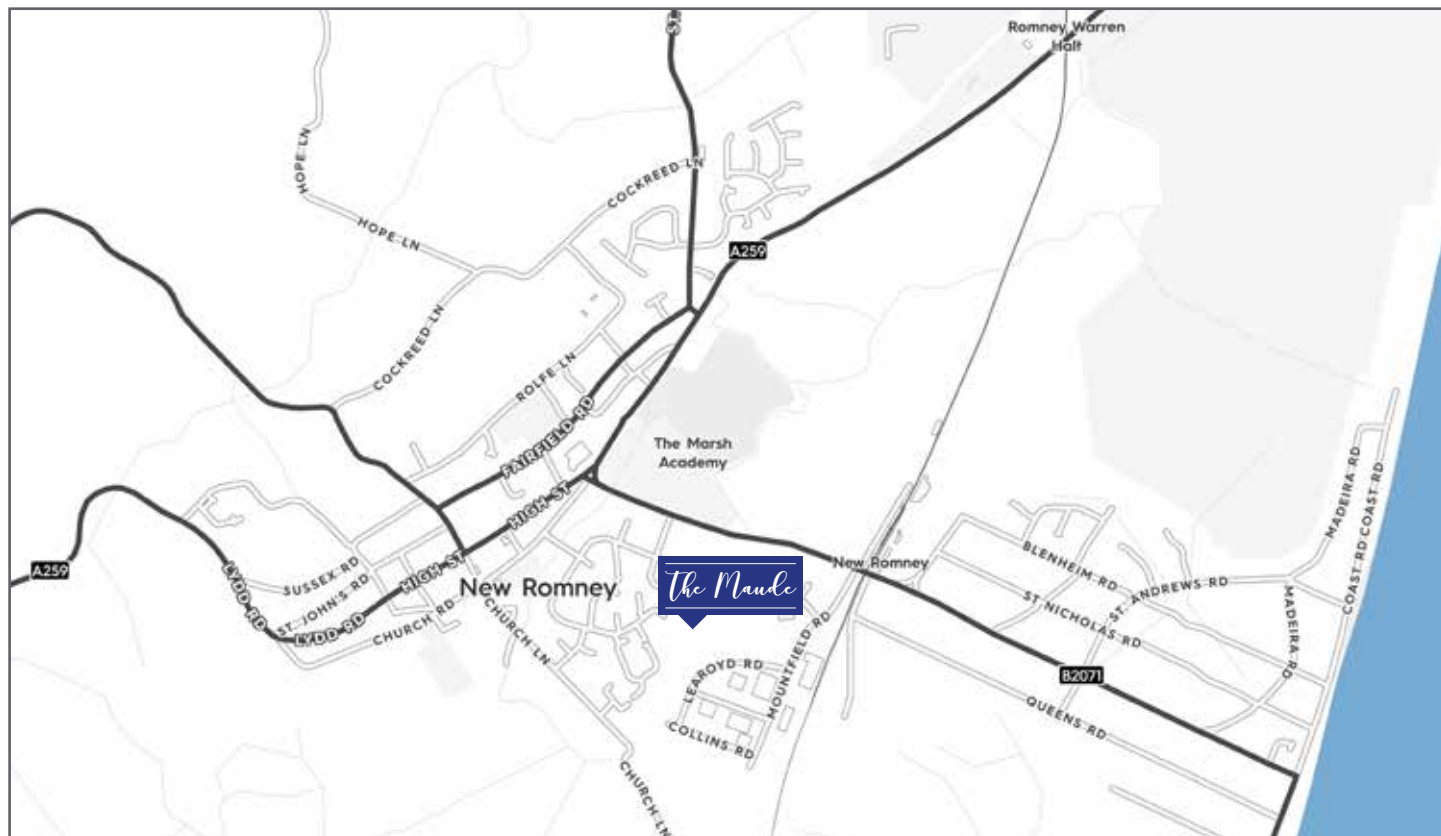 Romney Warren
Halt
ST
HOPE LN
COCKREED LN
HOPE LN
A259
COCKREED LN
ROLFE LN
FAIRFIELD RD
The Marsh
Academy
MADEIRA RD
COAST RD
COAST RD
HIGH ST
A259
LYDD RD
SUSSEX RD
ST. JOHN'S RD
HIGH ST
New Romney
The Maude
New Romney
BLENHEIM RD
ST. ANDREWS RD
ST NICHOLAS RD
MADEIRA RD
LYDD RD
CHURCH RD
CHURCH LN
MOUNTFIELD RD
LEAROYD RD
COLLINS RD
B2071
QUEENS RD
CHURCH LN